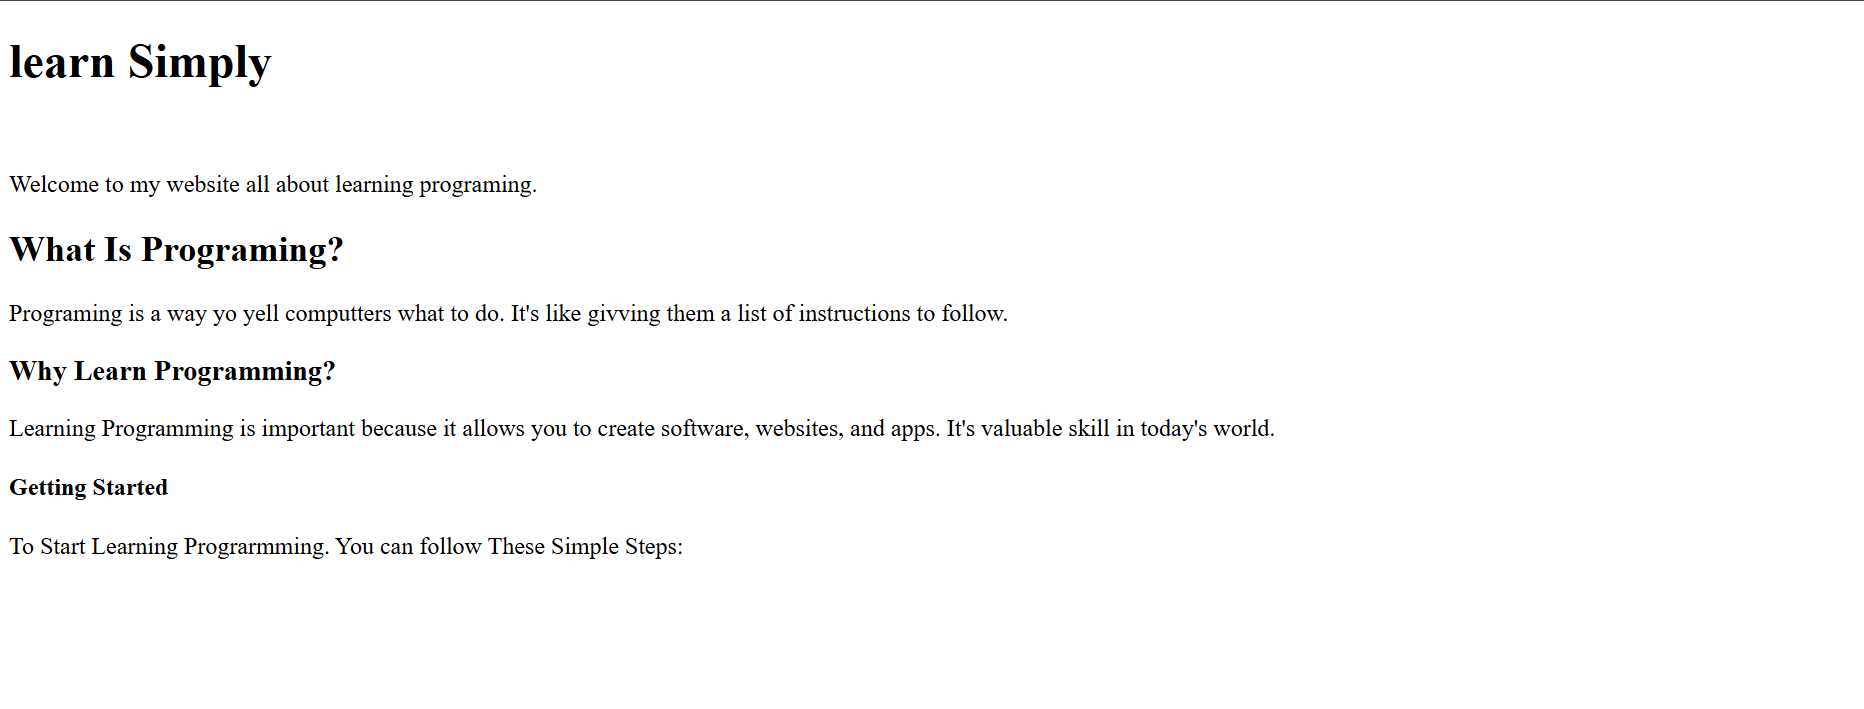 learn Simply
Welcome to my website all about learning programing.
What Is Programing?
Programing is a way yo yell computters what to do. It's like givving them a list of instructions to follow.
Why Learn Programming?
Learning Programming is important because it allows you to create software, websites, and apps. It's valuable skill in today's world.
Getting Started
To Start Learning Prograrmming. You can follow These Simple Steps: